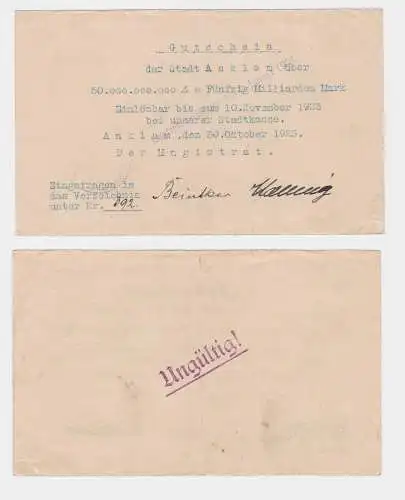 Gutschein
der Stadt Anklam über
50.000.000.000 Fünfzig Milliarden Mark
Einlösbar bis zum 10.November 1923
bei unserer Stadtkasse.
Anklam, den 30.Oktober 1923.
Der Magistrat.
Eingetragen in
das Verzeichnis
unter Nr. 392
Ungültig!